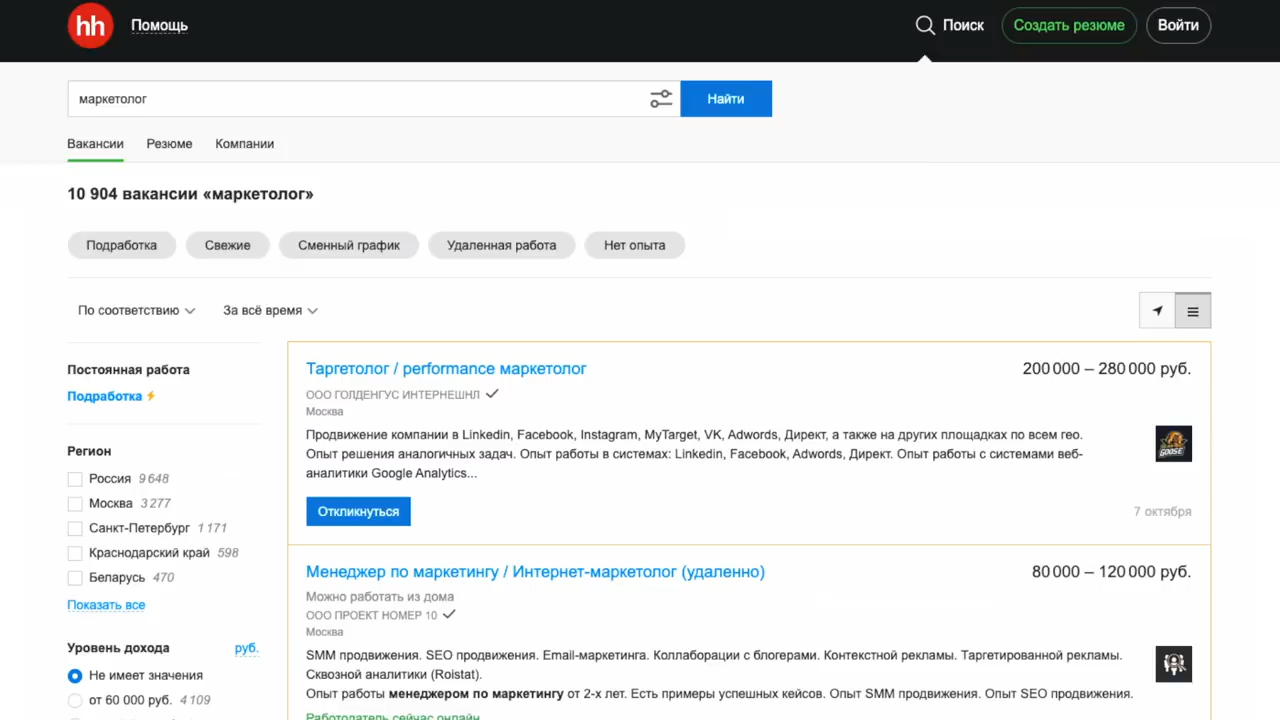 hh Помощь Поиск Создать резюме Войти
маркетолог Найти
Вакансии Резюме Компании
10 904 вакансии «маркетолог»
Подработка Свежие Сменный график Удаленная работа Нет опыта
По соответствию За всё время
Постоянная работа
Подработка
Регион
Россия 9 648
Москва 3 277
Санкт-Петербург 1 171
Краснодарский край 598
Беларусь 470
Показать все
Уровень дохода руб.
Не имеет значения
от 60 000 руб. 4 109
Таргетолог / performance маркетолог 200 000 – 280 000 руб.
ООО ГОЛДЕНГУС ИНТЕРНЕШНЛ
Москва
Продвижение компании в Linkedin, Facebook, Instagram, MyTarget, VK, Adwords, Директ, а также на других площадках по всем гео.
Опыт решения аналогичных задач. Опыт работы в системах: Linkedin, Facebook, Adwords, Директ. Опыт работы с системами веб-
аналитики Google Analytics...
GOOSE
Откликнуться 7 октября
Менеджер по маркетингу / Интернет-маркетолог (удаленно) 80 000 – 120 000 руб.
Можно работать из дома
ООО ПРОЕКТ НОМЕР 10
Москва
SMM продвижения. SEO продвижения. Email-маркетинга. Коллаборации с блогерами. Контекстной рекламы. Таргетированной рекламы.
Сквозной аналитики (Roistat).
Опыт работы менеджером по маркетингу от 2-х лет. Есть примеры успешных кейсов. Опыт SMM продвижения. Опыт SEO продвижения.
Работодатель сейчас онлайн